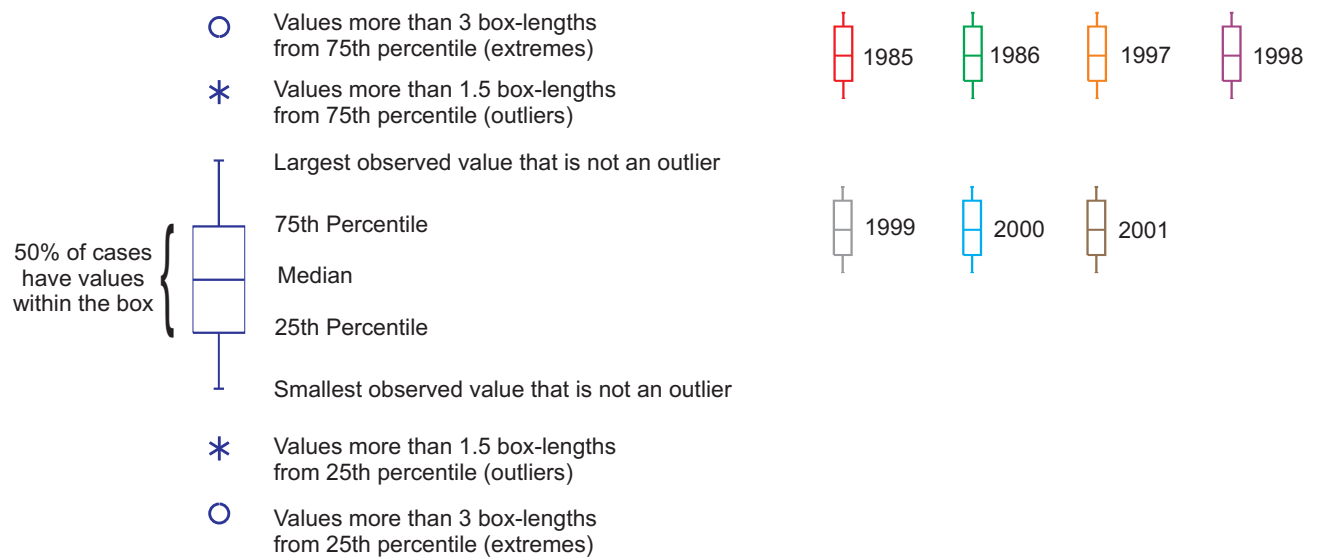 Values more than 3 box-lengths
from 75th percentile (extremes)
Values more than 1.5 box-lengths
from 75th percentile (outliers)
Largest observed value that is not an outlier
75th Percentile
50% of cases
have values
within the box
Median
25th Percentile
Smallest observed value that is not an outlier
Values more than 1.5 box-lengths
from 25th percentile (outliers)
Values more than 3 box-lengths
from 25th percentile (extremes)
1985 1986 1997 1998
1999 2000 2001